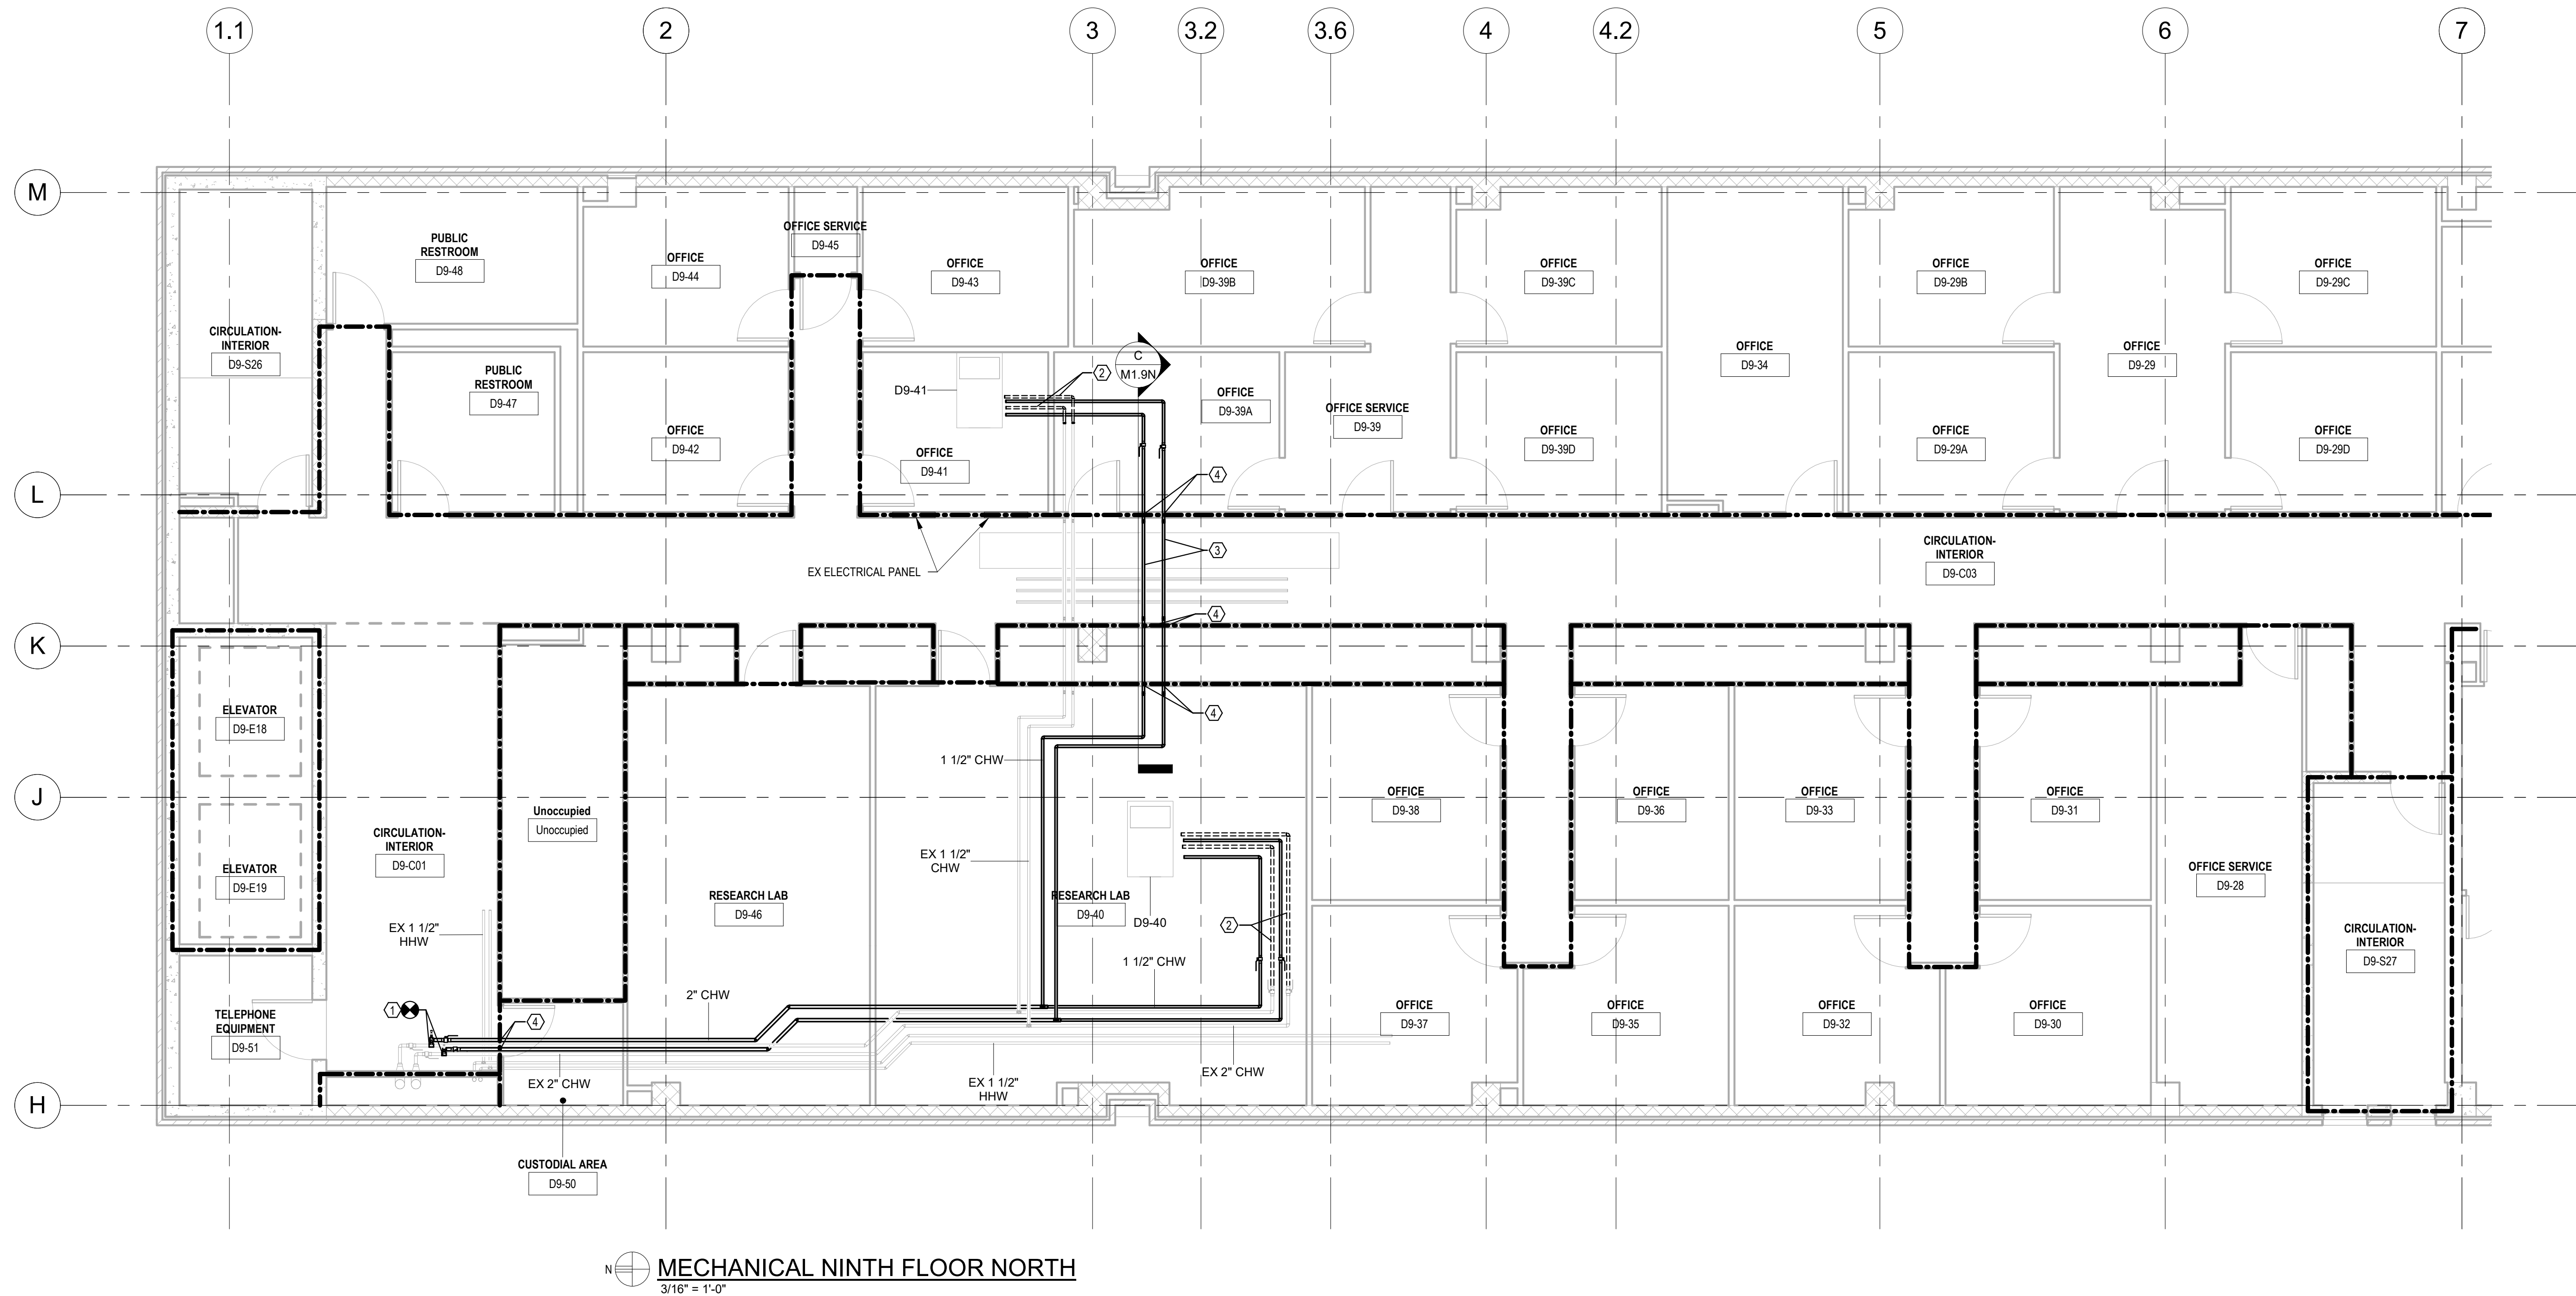 1.1
2
3
3.2
3.6
4
4.2
5
6
7
M
L
K
J
H
PUBLIC
RESTROOM
D9-48
OFFICE
D9-44
OFFICE SERVICE
D9-45
OFFICE
D9-43
OFFICE
D9-39B
OFFICE
D9-39C
OFFICE
D9-29B
OFFICE
D9-29C
CIRCULATION-
INTERIOR
D9-S26
PUBLIC
RESTROOM
D9-47
OFFICE
D9-42
D9-41
OFFICE
D9-41
2
C
M1.9N
OFFICE
D9-39A
OFFICE SERVICE
D9-39
OFFICE
D9-39D
OFFICE
D9-34
OFFICE
D9-29A
OFFICE
D9-29
OFFICE
D9-29D
4
3
EX ELECTRICAL PANEL
CIRCULATION-
INTERIOR
D9-C03
4
4
ELEVATOR
D9-E18
ELEVATOR
D9-E19
CIRCULATION-
INTERIOR
D9-C01
Unoccupied
Unoccupied
1 1/2" CHW
EX 1 1/2"
CHW
RESEARCH LAB
D9-46
RESEARCH LAB
D9-40
D9-40
2
OFFICE
D9-38
OFFICE
D9-36
OFFICE
D9-33
OFFICE
D9-31
OFFICE SERVICE
D9-28
CIRCULATION-
INTERIOR
D9-S27
EX 1 1/2"
HHW
1 1/2" CHW
2" CHW
TELEPHONE
EQUIPMENT
D9-51
1
4
OFFICE
D9-37
OFFICE
D9-35
OFFICE
D9-32
OFFICE
D9-30
EX 2" CHW
EX 1 1/2"
HHW
EX 2" CHW
CUSTODIAL AREA
D9-50
N
MECHANICAL NINTH FLOOR NORTH
3/16" = 1'-0"